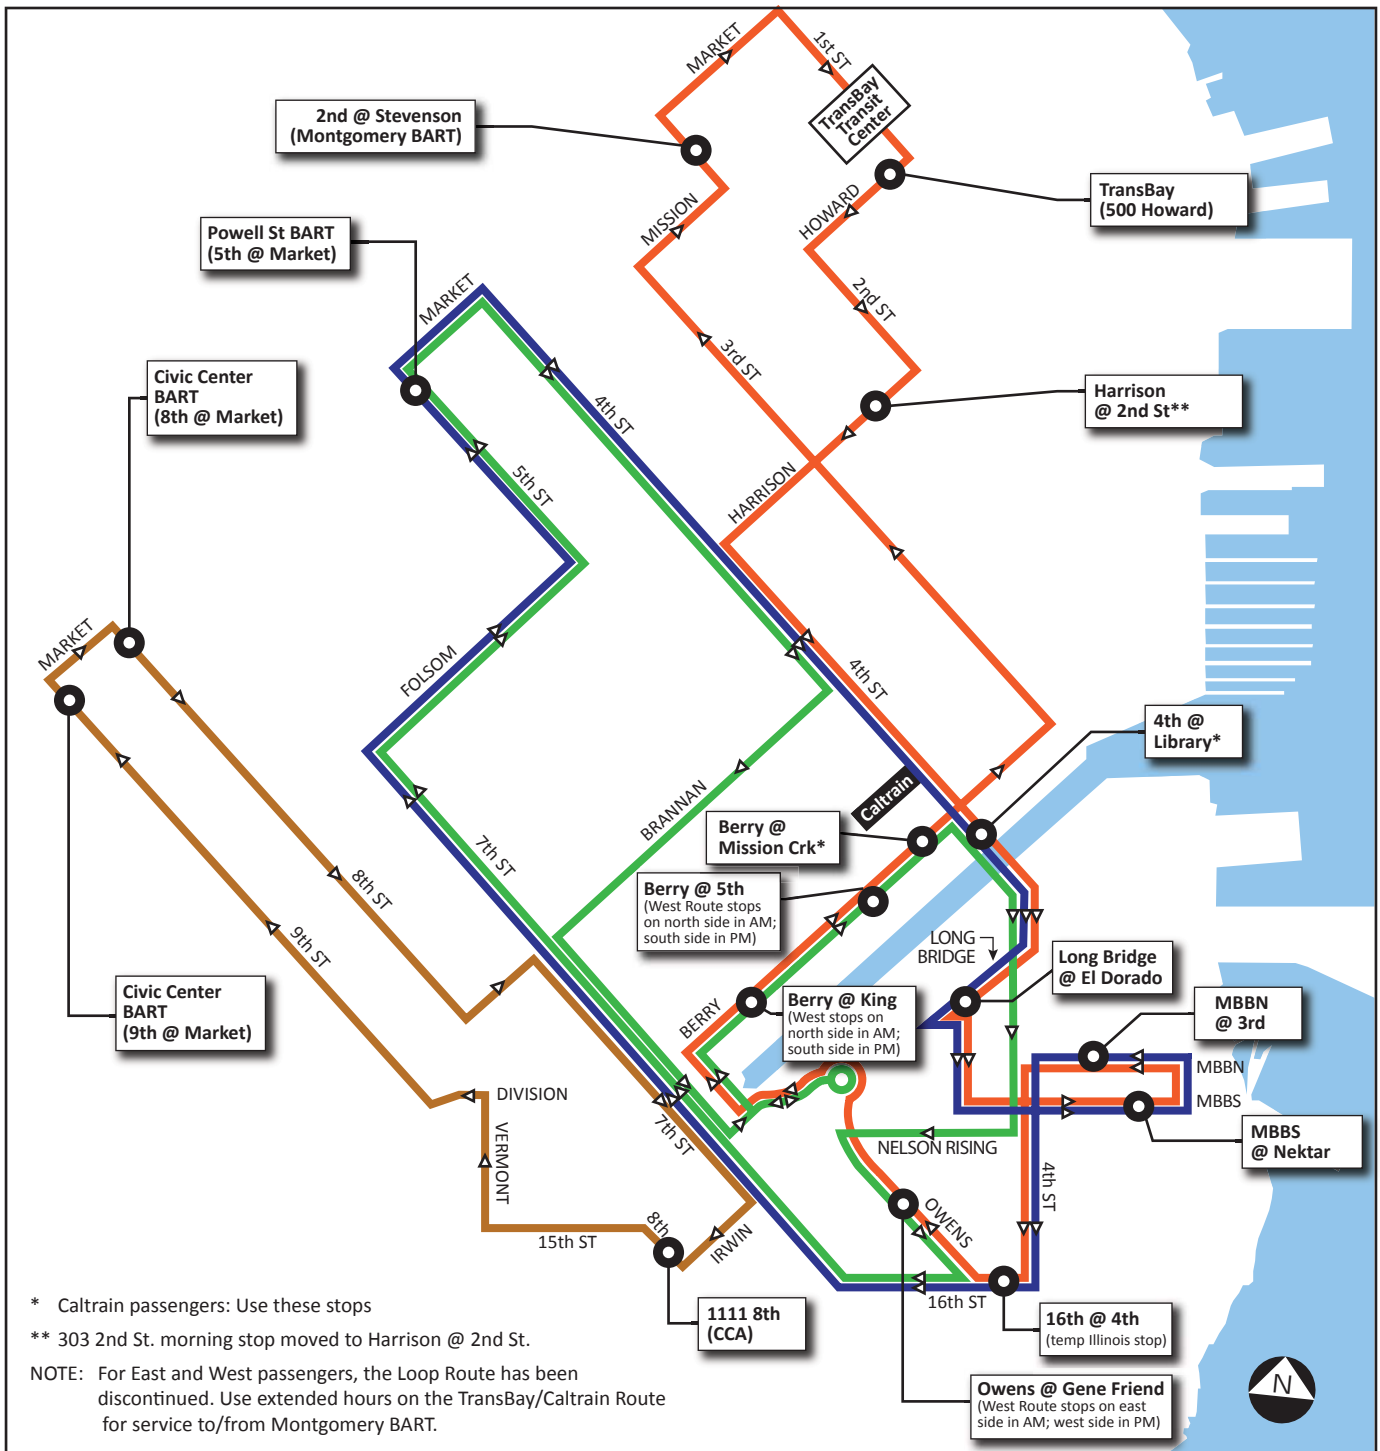 MARKET
1st ST
TransBay
Transit
Center
2nd @ Stevenson
(Montgomery BART)
TransBay
(500 Howard)
MISSION
HOWARD
Powell St BART
(5th @ Market)
MARKET
2nd ST
3rd ST
Civic Center
BART
(8th @ Market)
Harrison
@ 2nd St**
4th ST
5th ST
HARRISON
MARKET
FOLSOM
4th ST
4th @
Library*
Caltrain
BRANNAN
Berry @
Mission Crk*
7th ST
8th ST
Berry @ 5th
(West Route stops
on north side in AM;
south side in PM)
9th ST
LONG
BRIDGE
Long Bridge
@ El Dorado
Civic Center
BART
(9th @ Market)
BERRY
Berry @ King
(West stops on
north side in AM;
south side in PM)
MBBN
@ 3rd
MBBN
MBBS
DIVISION
7th ST
NELSON RISING
MBBS
@ Nektar
VERMONT
4th ST
OWENS
8th
IRWIN
15th ST
16th ST
* Caltrain passengers: Use these stops
1111 8th
(CCA)
16th @ 4th
(temp Illinois stop)
** 303 2nd St. morning stop moved to Harrison @ 2nd St.
NOTE: For East and West passengers, the Loop Route has been
discontinued. Use extended hours on the TransBay/Caltrain Route
for service to/from Montgomery BART.
Owens @ Gene Friend
(West Route stops on east
side in AM; west side in PM)
N